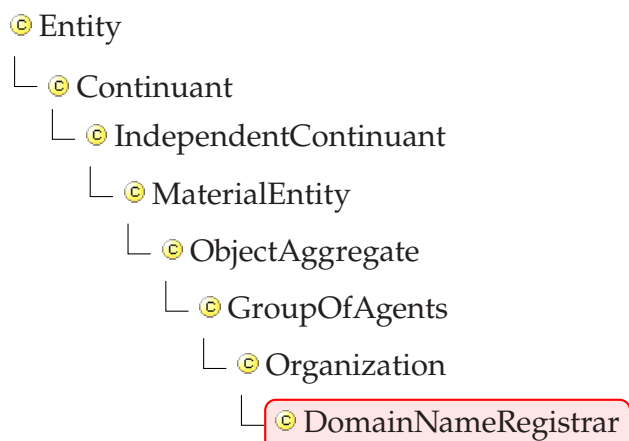 Entity
Continuant
IndependentContinuant
MaterialEntity
ObjectAggregate
GroupOfAgents
Organization
DomainNameRegistrar